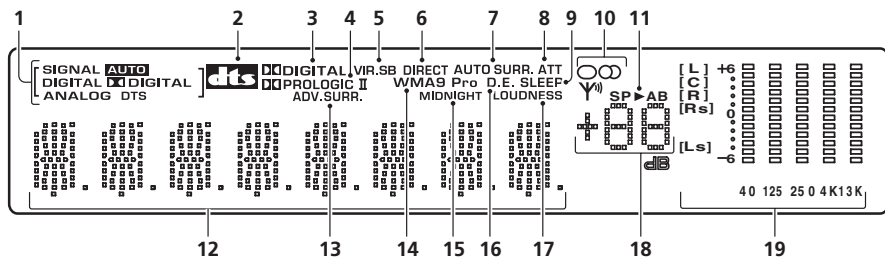 1 2 3 4 5 6 7 8 9 10 11
SIGNAL AUTO
DIGITAL DIGITAL
ANALOG DTS
dts
DIGITAL VIR.SB DIRECT AUTO SURR. ATT
PROLOGIC II WMA9 Pro D.E. SLEEP
ADV.SURR. MIDNIGHT LOUDNESS
SP►AB
dB
[L] +6
[C]
[R]
[Rs] 0
[Ls] −6
40 125 250 4K 13K
12 13 14 15 16 17 18 19